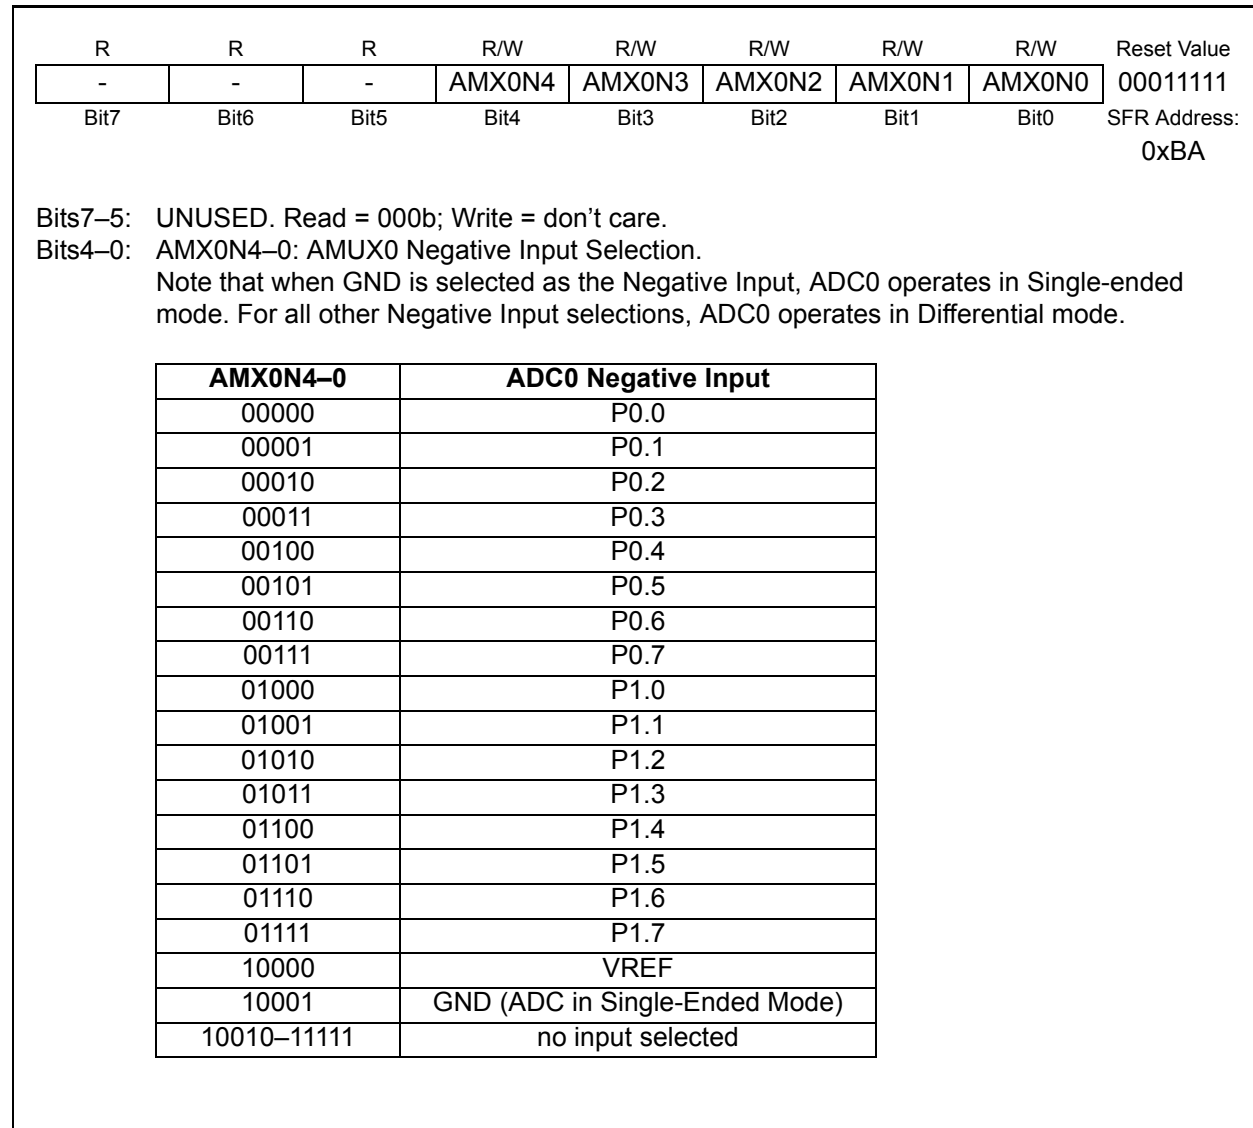 R R R R/W R/W R/W R/W R/W Reset Value
- - - AMX0N4 AMX0N3 AMX0N2 AMX0N1 AMX0N0 00011111
Bit7 Bit6 Bit5 Bit4 Bit3 Bit2 Bit1 Bit0 SFR Address:
0xBA
Bits7–5: UNUSED. Read = 000b; Write = don’t care.
Bits4–0: AMX0N4–0: AMUX0 Negative Input Selection.
Note that when GND is selected as the Negative Input, ADC0 operates in Single-ended
mode. For all other Negative Input selections, ADC0 operates in Differential mode.
AMX0N4–0 ADC0 Negative Input
00000 P0.0
00001 P0.1
00010 P0.2
00011 P0.3
00100 P0.4
00101 P0.5
00110 P0.6
00111 P0.7
01000 P1.0
01001 P1.1
01010 P1.2
01011 P1.3
01100 P1.4
01101 P1.5
01110 P1.6
01111 P1.7
10000 VREF
10001 GND (ADC in Single-Ended Mode)
10010–11111 no input selected